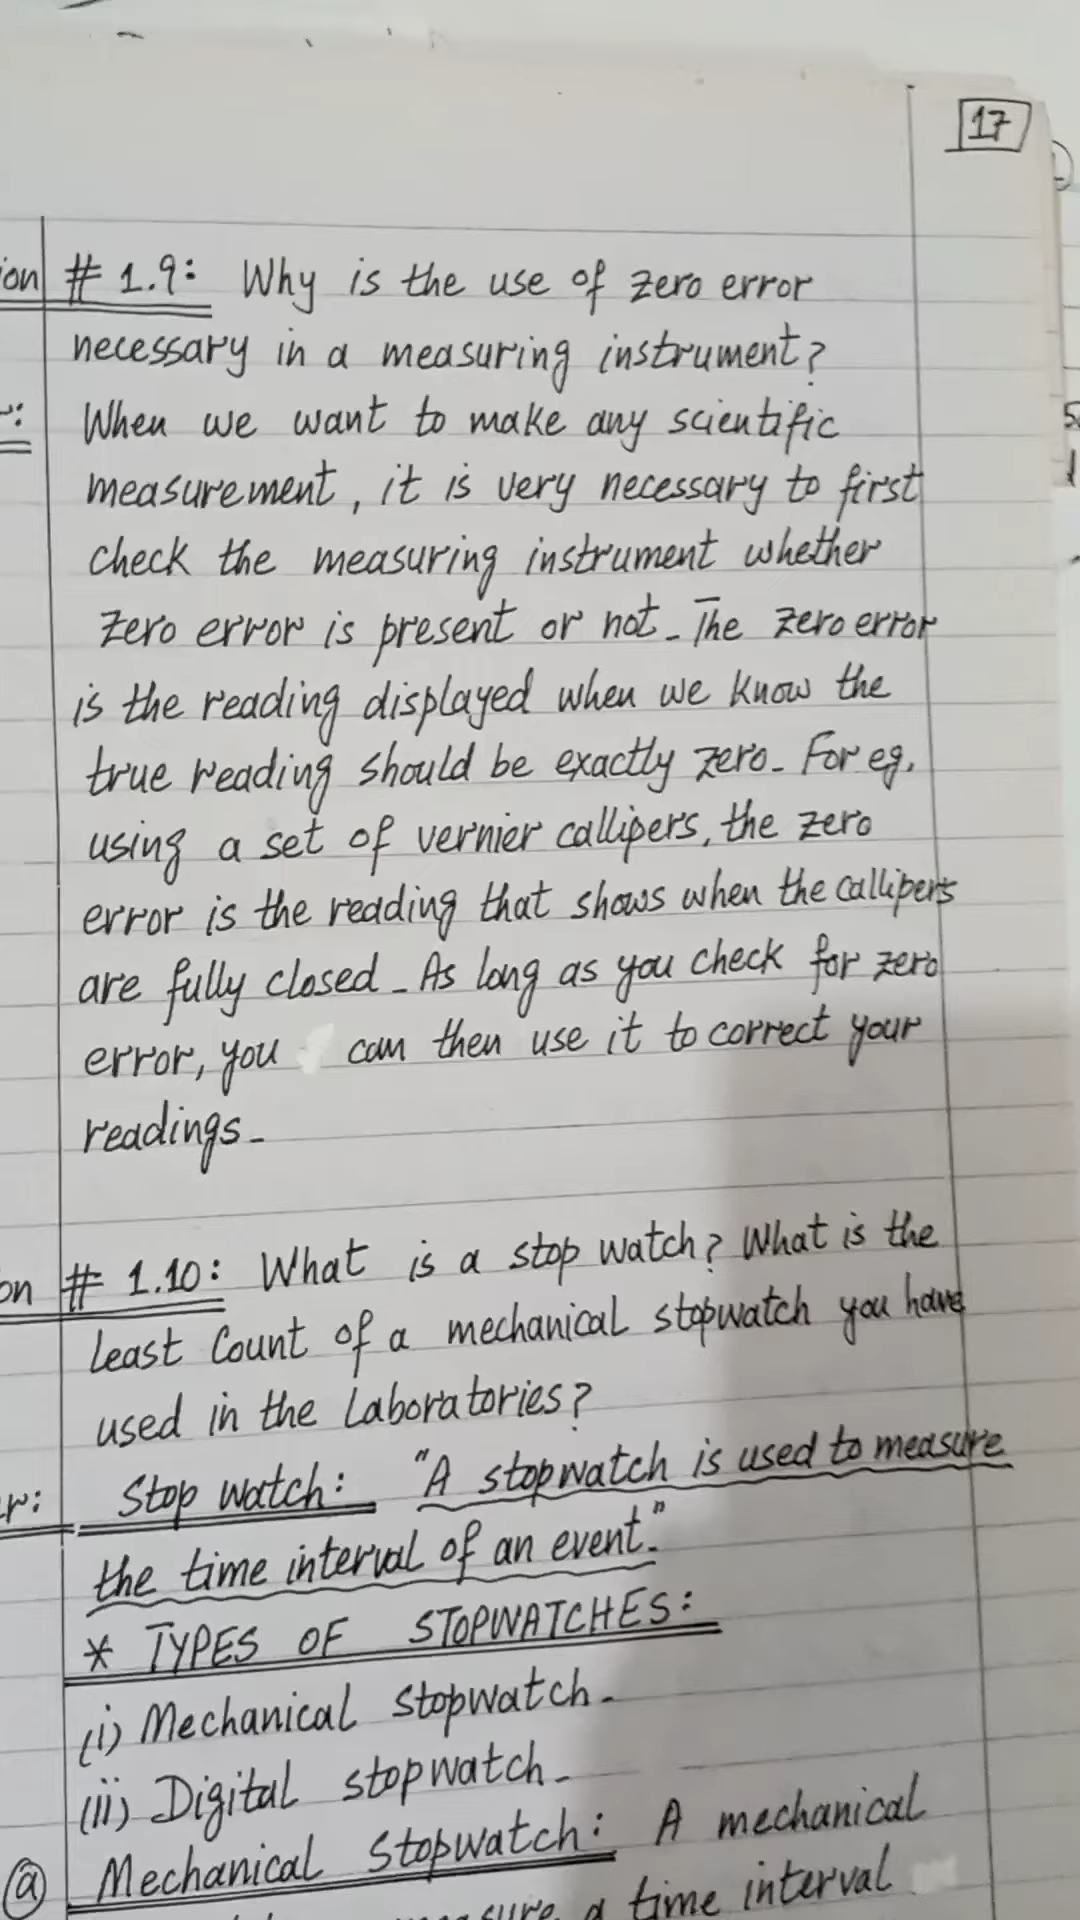 17
ion # 1.9: Why is the use of zero error
necessary in a measuring instrument?
r: When we want to make any scientific
measurement, it is very necessary to first
check the measuring instrument whether
zero error is present or not. The zero error
is the reading displayed when we know the
true reading should be exactly zero. For eg.
using a set of vernier callipers, the zero
error is the reading that shows when the callipers
are fully closed. As long as you check for zero
error, you can then use it to correct your
readings.
on # 1.10: What is a stop watch? What is the
least Count of a mechanical stopwatch you have
used in the Laboratories?
er: Stop watch: "A stopwatch is used to measure
the time interval of an event."
* TYPES OF STOPWATCHES:
(i) Mechanical stopwatch.
(ii) Digital stopwatch.
(a) Mechanical Stopwatch: A mechanical
a time interval